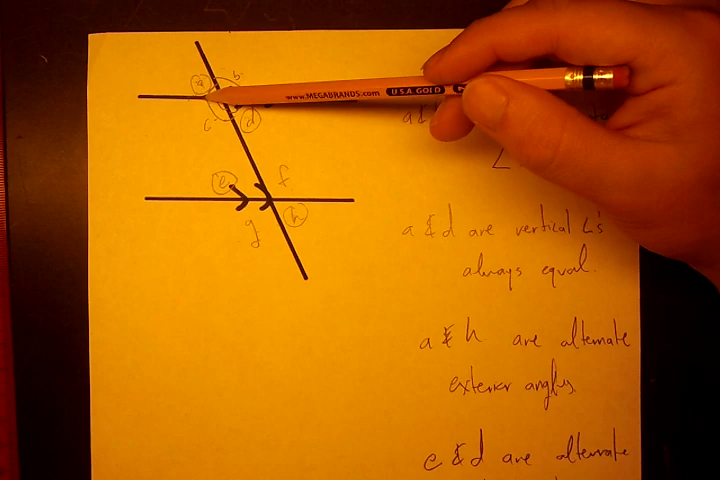 a b
c d
www.MEGABRANDS.com U.S.A. GOLD
a &
∠
e f
g h
a & d are vertical ∠'s
always equal.
a & h are alternate
exterior angles.
e & d are alternate